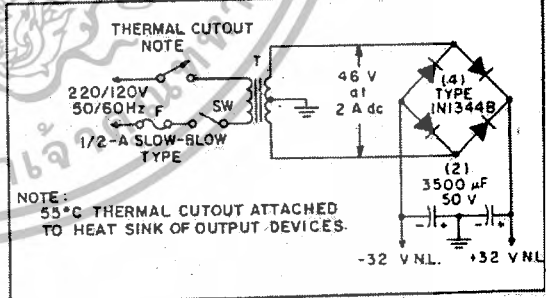 THERMAL CUTOUT
NOTE
T
220/120V
50/60Hz
F
SW
1/2-A SLOW-BLOW
TYPE
46 V
at
2 A dc
(4)
TYPE
IN1344B
(2)
3500 µF
50 V
NOTE:
55°C THERMAL CUTOUT ATTACHED
TO HEAT SINK OF OUTPUT DEVICES.
- + - +
-32 V N.L. +32 V N.L.